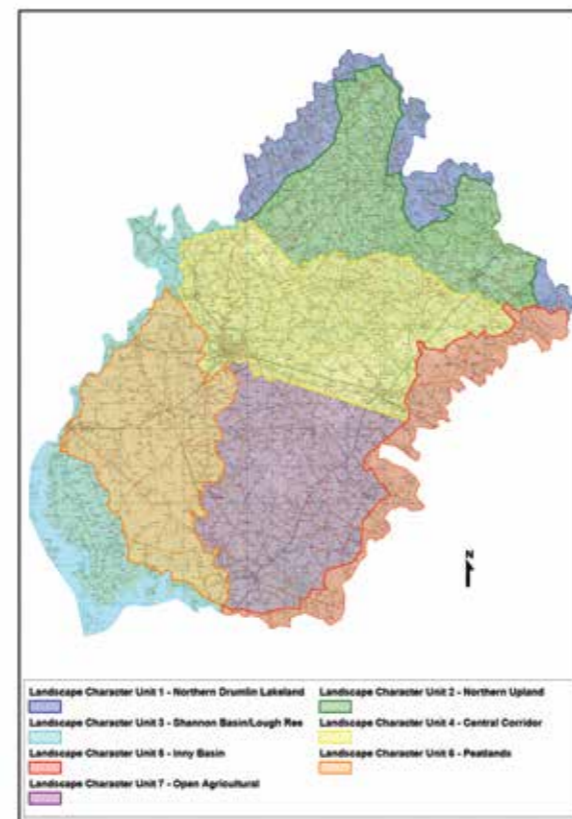 N
Landscape Character Unit 1 - Northern Drumlin Lakeland
Landscape Character Unit 2 - Northern Upland
Landscape Character Unit 3 - Shannon Basin/Lough Ree
Landscape Character Unit 4 - Central Corridor
Landscape Character Unit 5 - Inny Basin
Landscape Character Unit 6 - Peatlands
Landscape Character Unit 7 - Open Agricultural